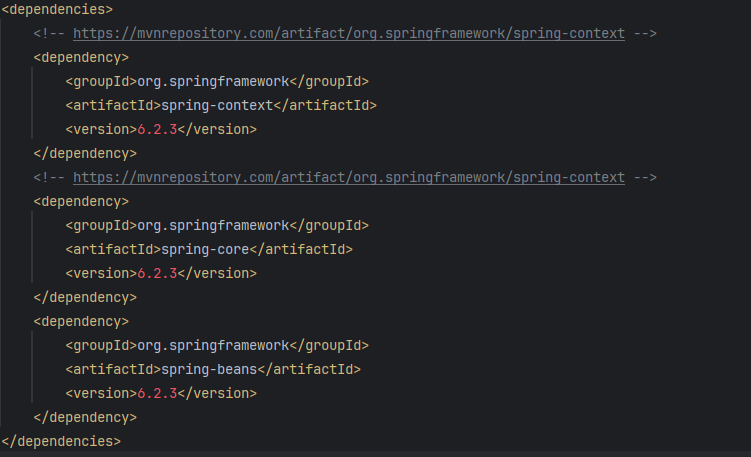 <dependencies>
<!-- https://mvnrepository.com/artifact/org.springframework/spring-context -->
<dependency>
<groupId>org.springframework</groupId>
<artifactId>spring-context</artifactId>
<version>6.2.3</version>
</dependency>
<!-- https://mvnrepository.com/artifact/org.springframework/spring-context -->
<dependency>
<groupId>org.springframework</groupId>
<artifactId>spring-core</artifactId>
<version>6.2.3</version>
</dependency>
<dependency>
<groupId>org.springframework</groupId>
<artifactId>spring-beans</artifactId>
<version>6.2.3</version>
</dependency>
</dependencies>